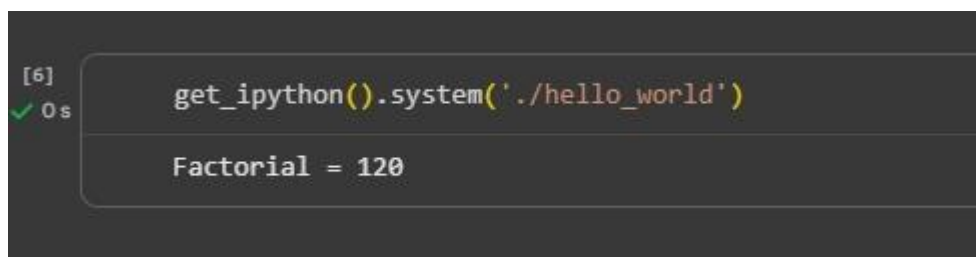 [6]
get_ipython().system('./hello_world')
0s
Factorial = 120